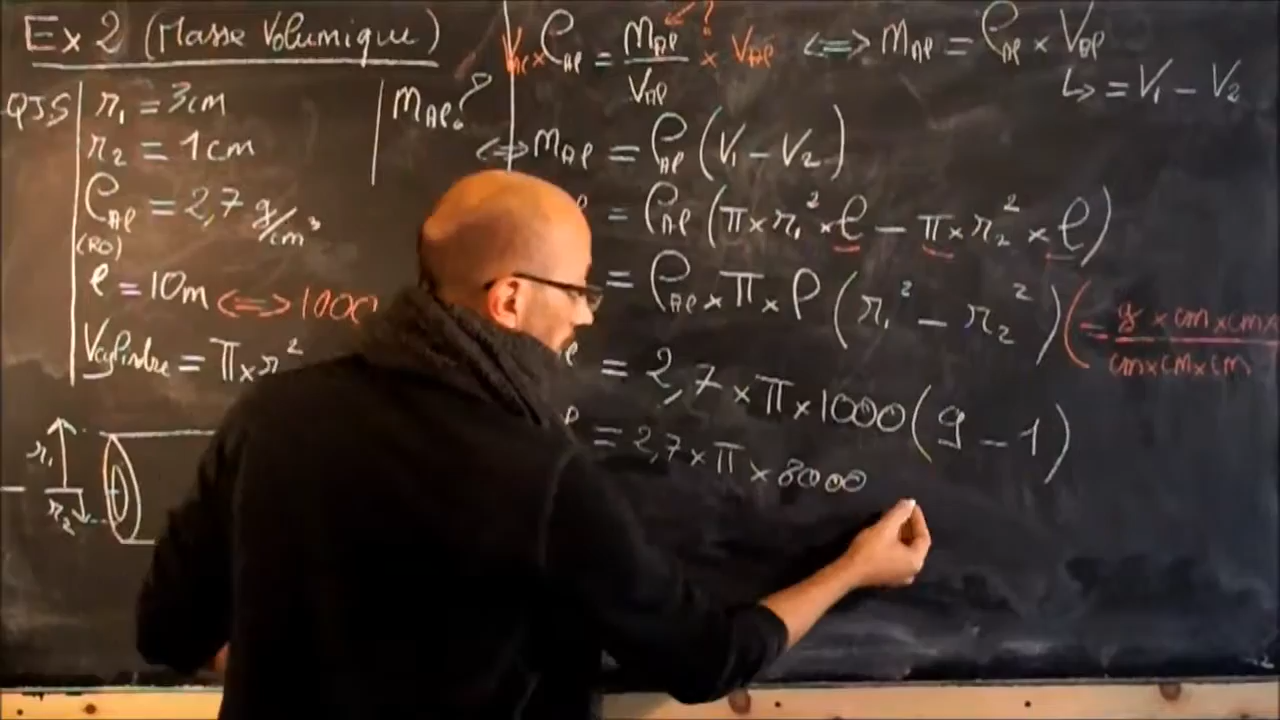 Ex 2 (Masse Volumique)
QJS
r₁ = 3cm
r₂ = 1cm
ρAl = 2,7 g/cm³
(RO)
ℓ = 10m <=> 1000
Vcylindre = π×r²
r₁
r₂
mAl?
VAl × ρAl = mAl / VAl × VAl <=> mAl = ρAl × VAl
?
↳ = V₁ - V₂
<=> mAl = ρAl (V₁ - V₂)
= ρAl (π×r₁²×ℓ - π×r₂²×ℓ)
= ρAl × π × ℓ (r₁² - r₂²) (= g × cm × cm × / cm×cm×cm
= 2,7 × π × 1000 (9 - 1)
= 2,7 × π × 8000